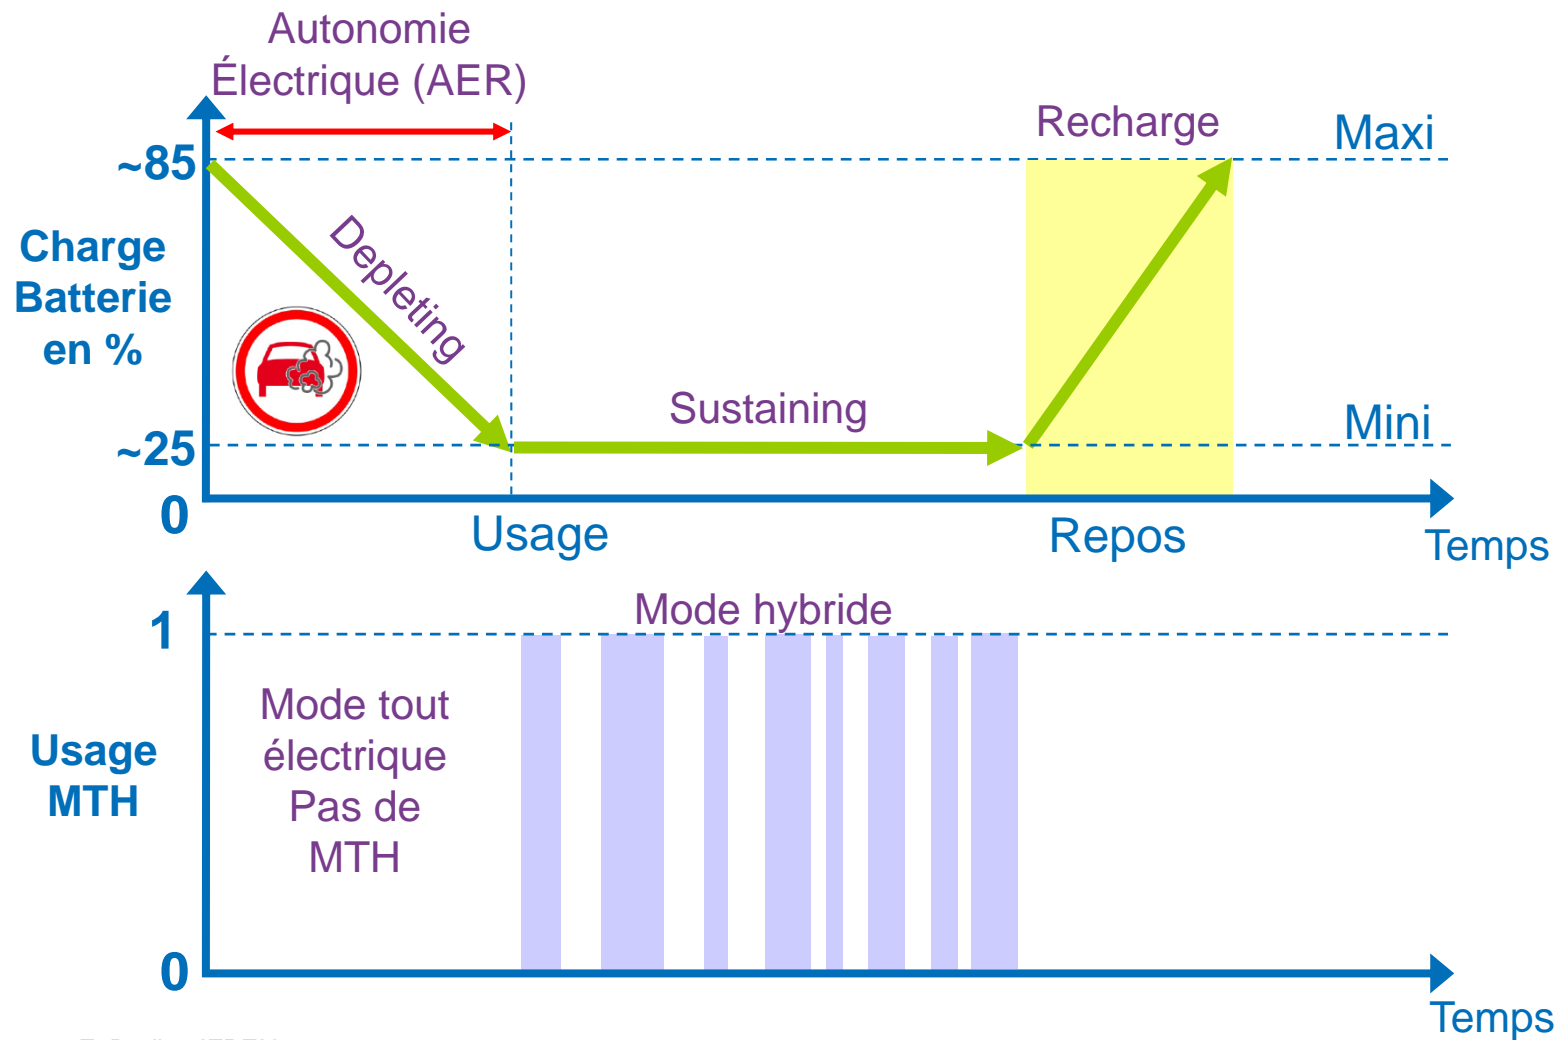 Autonomie
Électrique (AER)
Recharge
Maxi
~85
Charge
Batterie
en %
Depleting
Sustaining
Mini
~25
0
Usage
Repos
Temps
1
Mode hybride
Mode tout
électrique
Pas de
MTH
Usage
MTH
0
Temps